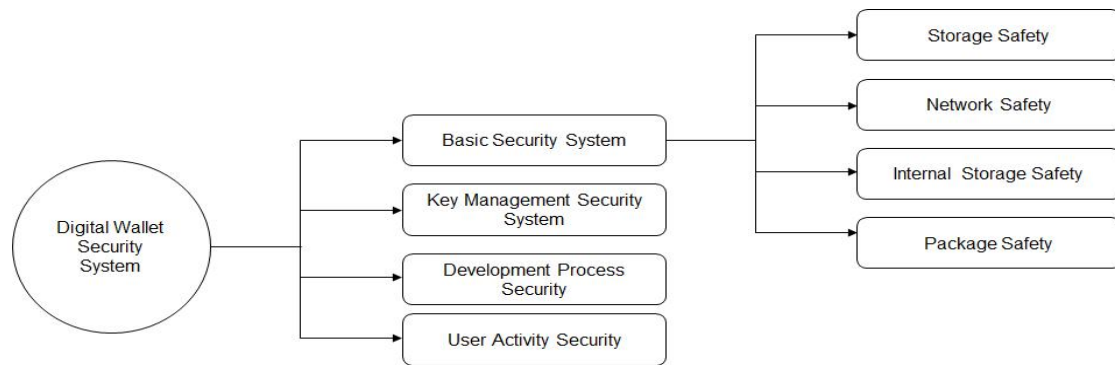 Digital Wallet
Security
System
Basic Security System
Key Management Security
System
Development Process
Security
User Activity Security
Storage Safety
Network Safety
Internal Storage Safety
Package Safety